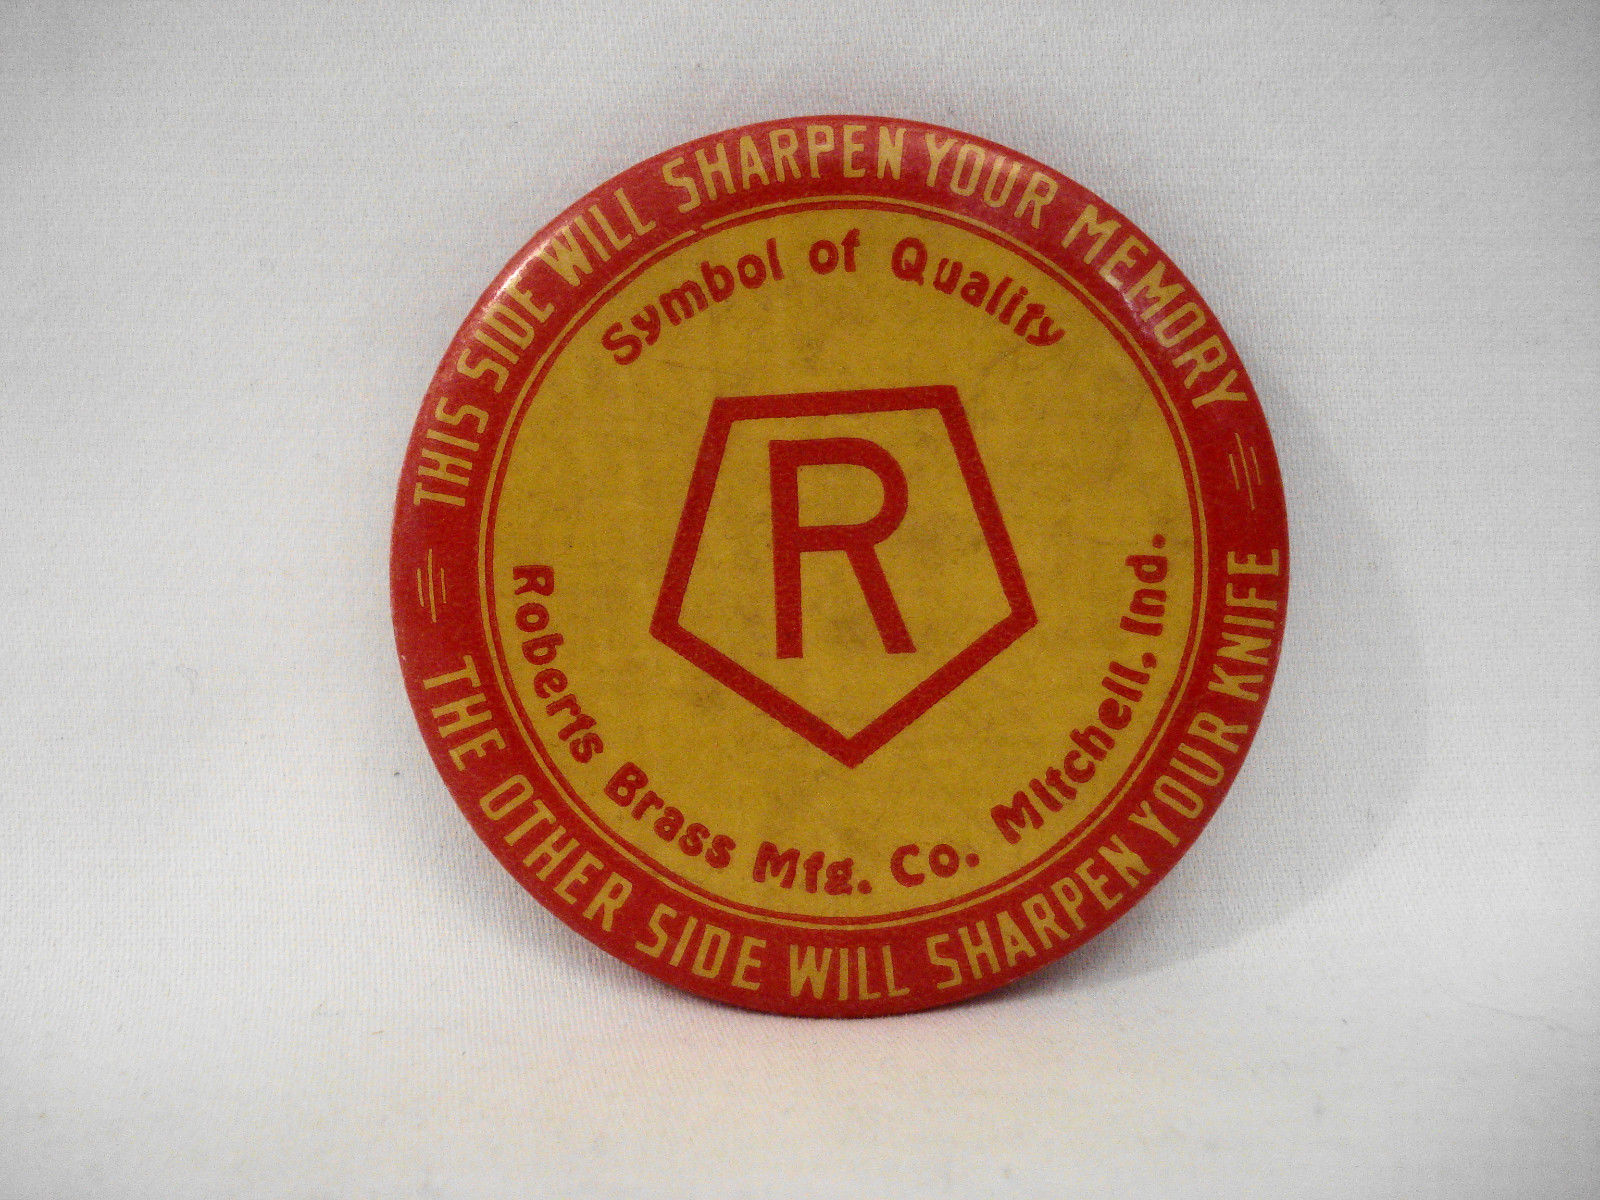 THIS SIDE WILL SHARPEN YOUR MEMORY
Symbol of Quality
R
Roberts Brass Mfg. Co. Mitchell, Ind.
THE OTHER SIDE WILL SHARPEN YOUR KNIFE